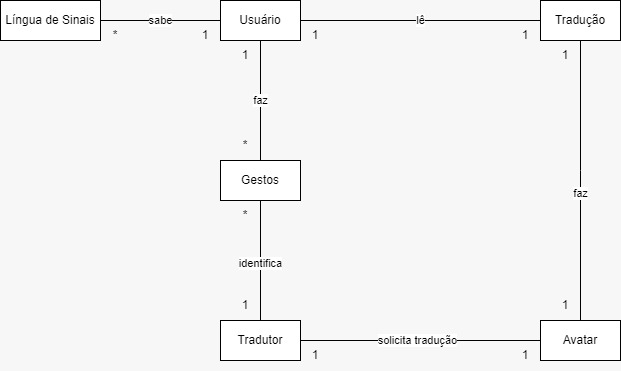 Língua de Sinais
sabe
Usuário
lê
Tradução
*
1
1
1
1
1
faz
*
Gestos
faz
*
identifica
1
1
Tradutor
solicita tradução
Avatar
1
1